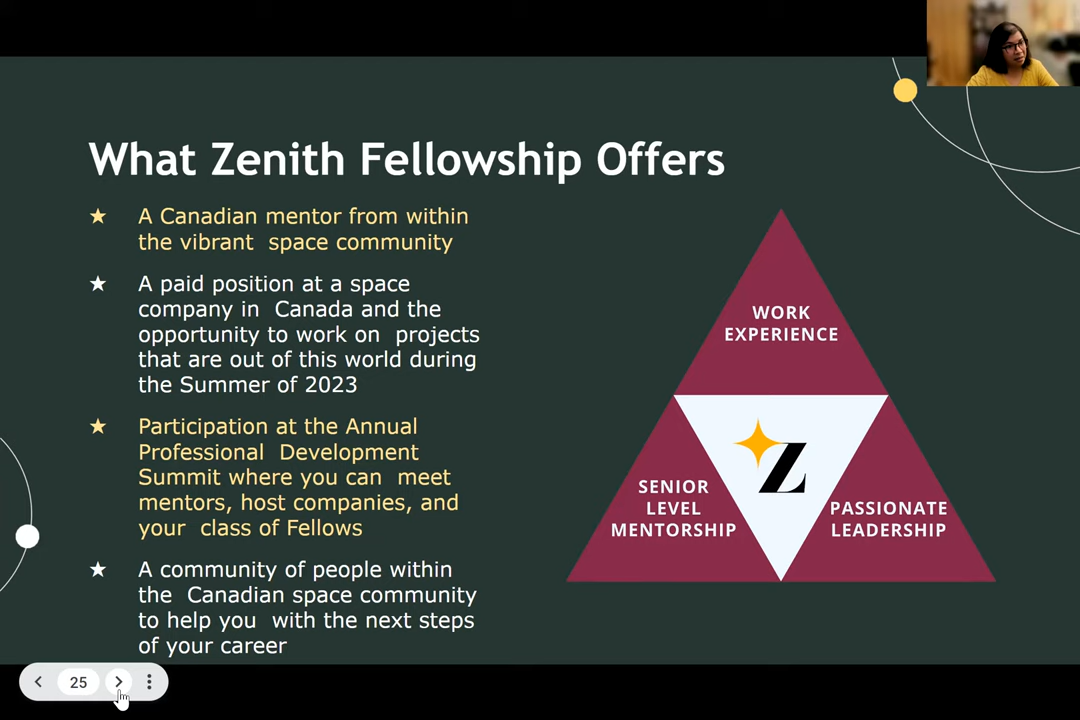 What Zenith Fellowship Offers
A Canadian mentor from within
the vibrant space community
A paid position at a space
company in Canada and the
opportunity to work on projects
that are out of this world during
the Summer of 2023
Participation at the Annual
Professional Development
Summit where you can meet
mentors, host companies, and
your class of Fellows
A community of people within
the Canadian space community
to help you with the next steps
of your career
WORK
EXPERIENCE
SENIOR
LEVEL
MENTORSHIP
Z
PASSIONATE
LEADERSHIP
25